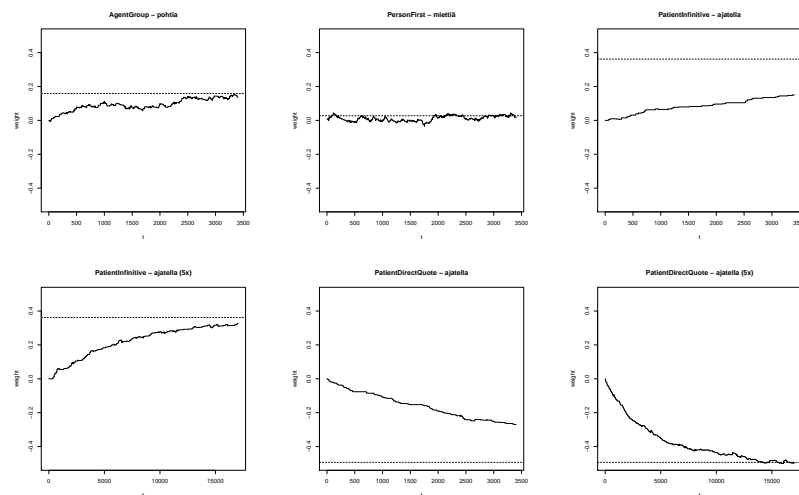 AgentGroup – pohtia
PersonFirst – miettiä
PatientInfinitive – ajatella
weight
0.4
0.2
0.0
−0.2
−0.4
0 500 1000 1500 2000 2500 3000 3500
t
weight
0.4
0.2
0.0
−0.2
−0.4
0 500 1000 1500 2000 2500 3000 3500
t
weight
0.4
0.2
0.0
−0.2
−0.4
0 500 1000 1500 2000 2500 3000
t
PatientInfinitive – ajatella (5x)
PatientDirectQuote – ajatella
PatientDirectQuote – ajatella (5x)
weight
0.4
0.2
0.0
−0.2
−0.4
0 5000 10000 15000
weight
0.4
0.2
0.0
−0.2
−0.4
0 500 1000 1500 2000 2500 3000 3500
weight
0.4
0.2
0.0
−0.2
−0.4
0 5000 10000 15000